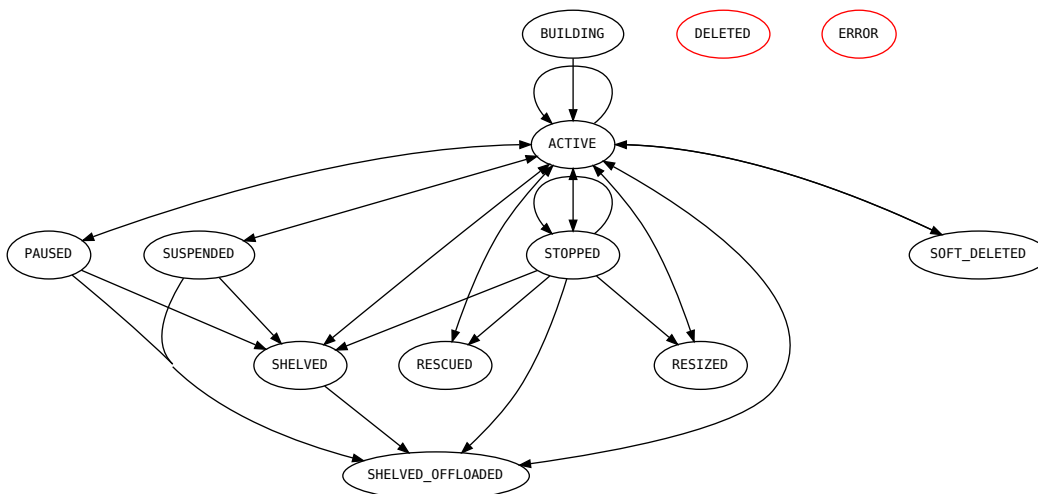 BUILDING
DELETED
ERROR
ACTIVE
PAUSED
SUSPENDED
STOPPED
SOFT_DELETED
SHELVED
RESCUED
RESIZED
SHELVED_OFFLOADED